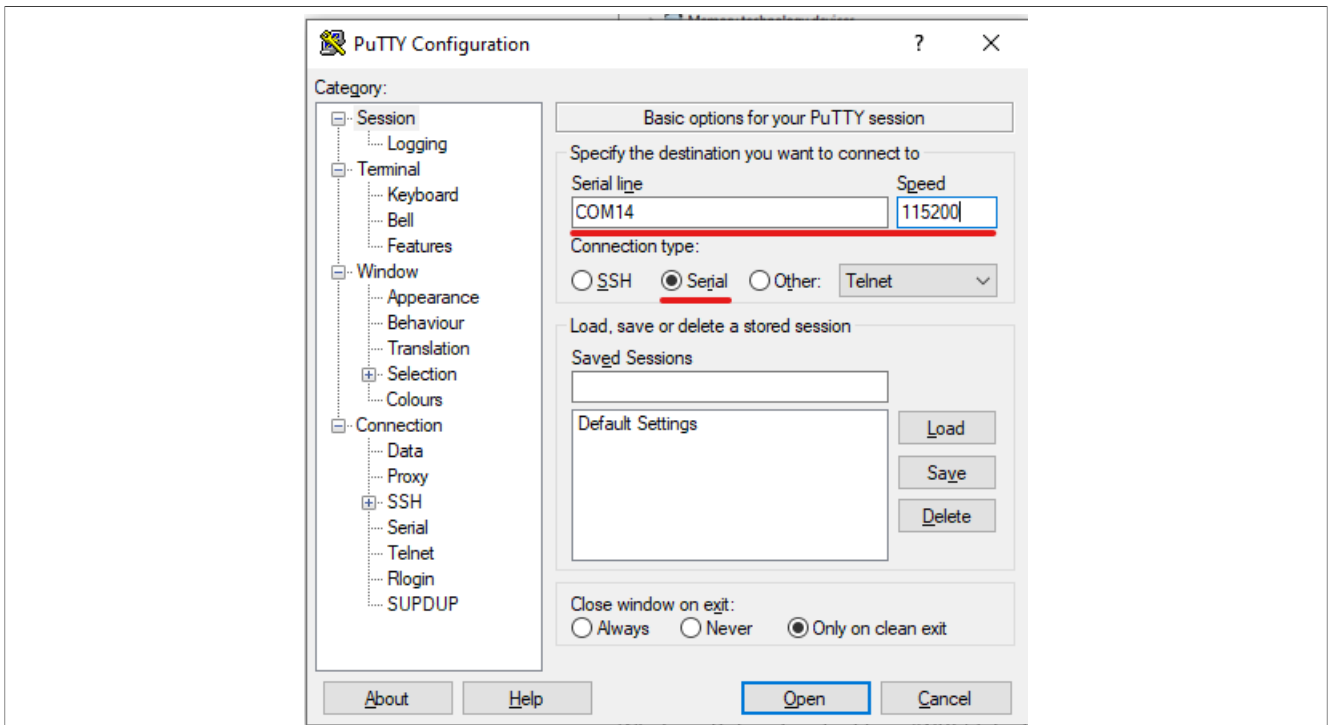 PuTTY Configuration
?
Category:
Session
Logging
Terminal
Keyboard
Bell
Features
Window
Appearance
Behaviour
Translation
Selection
Colours
Connection
Data
Proxy
SSH
Serial
Telnet
Rlogin
SUPDUP
Basic options for your PuTTY session
Specify the destination you want to connect to
Serial line Speed
COM14 115200
Connection type:
SSH Serial Other: Telnet
Load, save or delete a stored session
Saved Sessions
Default Settings
Load
Save
Delete
Close window on exit:
Always Never Only on clean exit
About Help Open Cancel